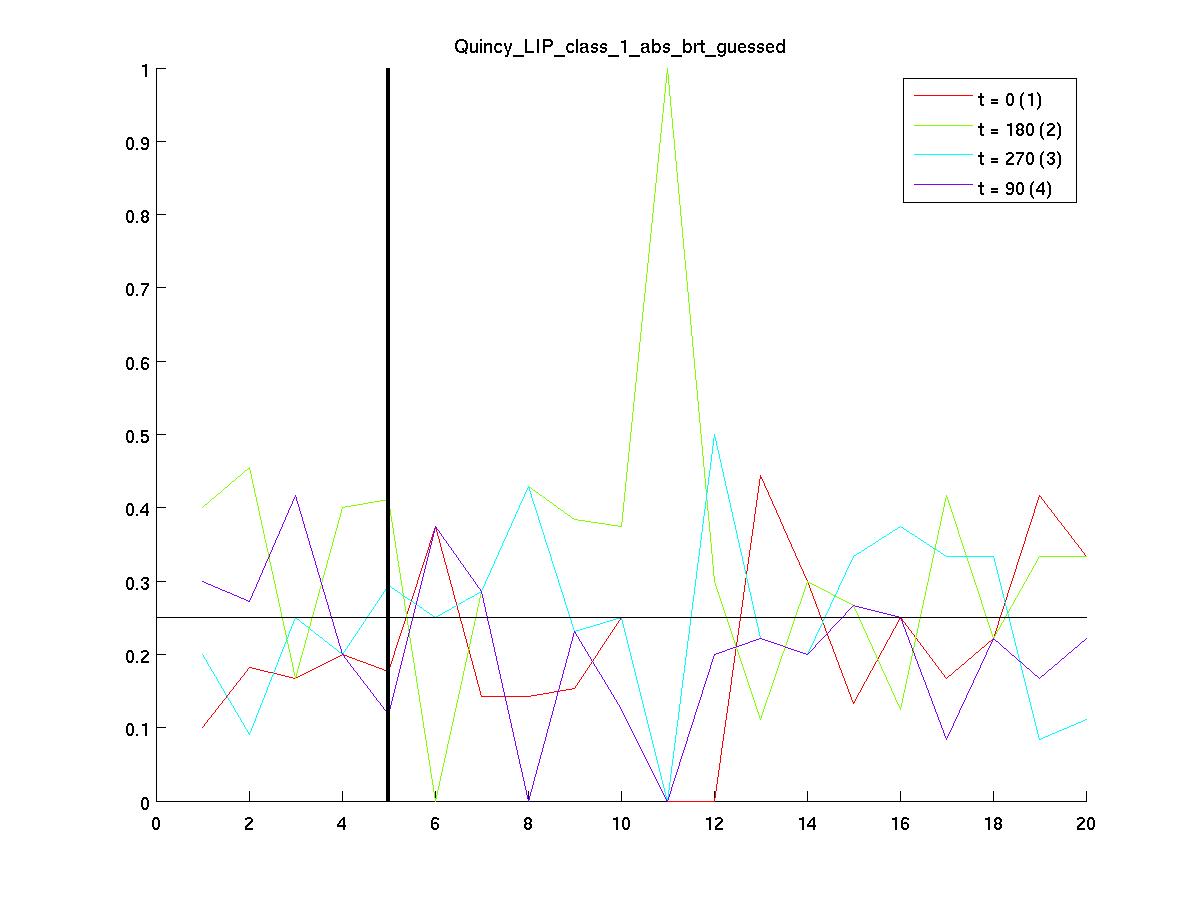 Quincy_LIP_class_1_abs_brt_guessed
1
0.9
0.8
0.7
0.6
0.5
0.4
0.3
0.2
0.1
0
t = 0 (1)
t = 180 (2)
t = 270 (3)
t = 90 (4)
0 2 4 6 8 10 12 14 16 18 20